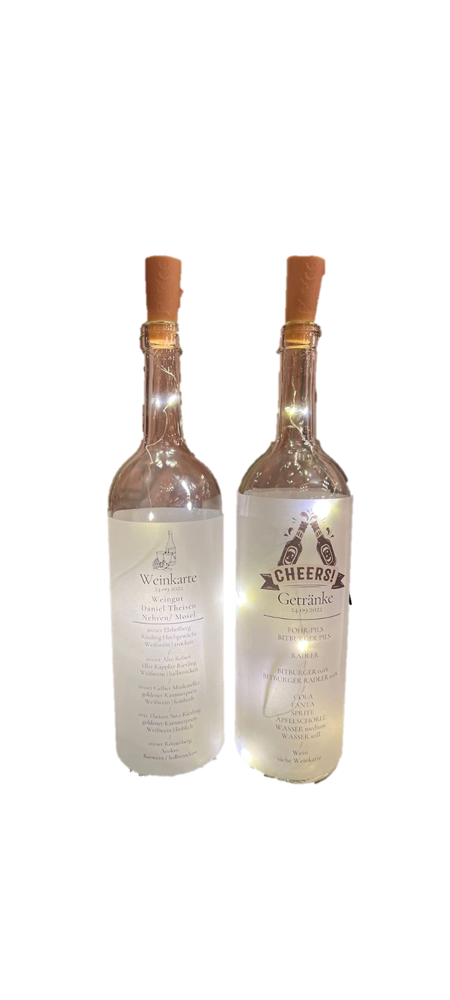 Weinkarte
24.09.2022
Weingut
Daniel Theisen
Nehren/ Mosel
2021er Elzhofberg
Riesling Hochgewächs
Weißwein | trocken
/
2021er Alte Reben
Eller Kapplay Riesling
Weißwein | halbtrocken
/
2021er Gelber Muskateller
goldener Kammerpreis
Weißwein | feinherb
/
2021 Theisen No.1 Riesling
goldener Kammerpreis
Weißwein | lieblich
/
2021er Römerberg
Acolon
Rotwein / halbtrocken
CHEERS!
Getränke
24.09.2022
FOHR-PILS
BITBURGER PILS
RADLER
/
BITBURGER 0,0%
BITBURGER RADLER 0,0%
/
COLA
FANTA
SPRITE
APFELSCHORLE
WASSER medium
WASSER still
/
Wein
siehe Weinkarte